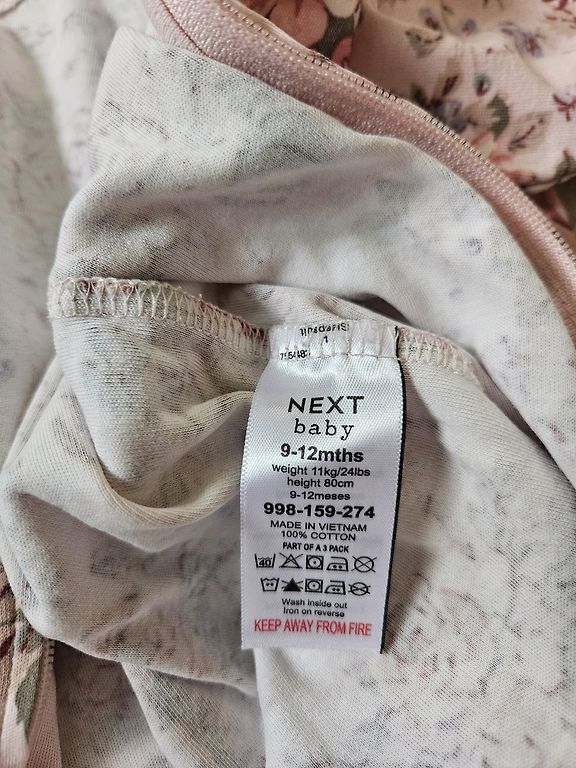 NEXT
baby
9-12mths
Weight 11kg/24lbs
height 80cm
9-12meses
998-159-274
MADE IN VIETNAM
100% COTTON
PART OF A 3 PACK
40
Wash inside out
Iron on reverse
KEEP AWAY FROM FIRE